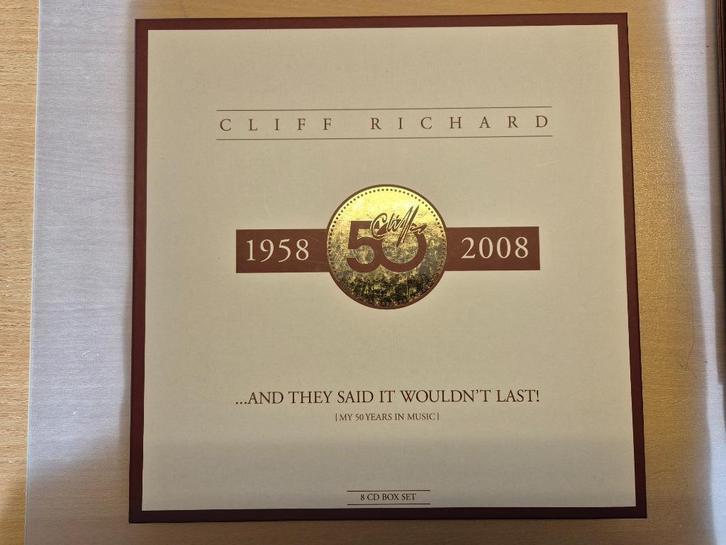 CLIFF RICHARD
1958 50 2008
Cliff
...AND THEY SAID IT WOULDN'T LAST!
[MY 50 YEARS IN MUSIC]
8 CD BOX SET